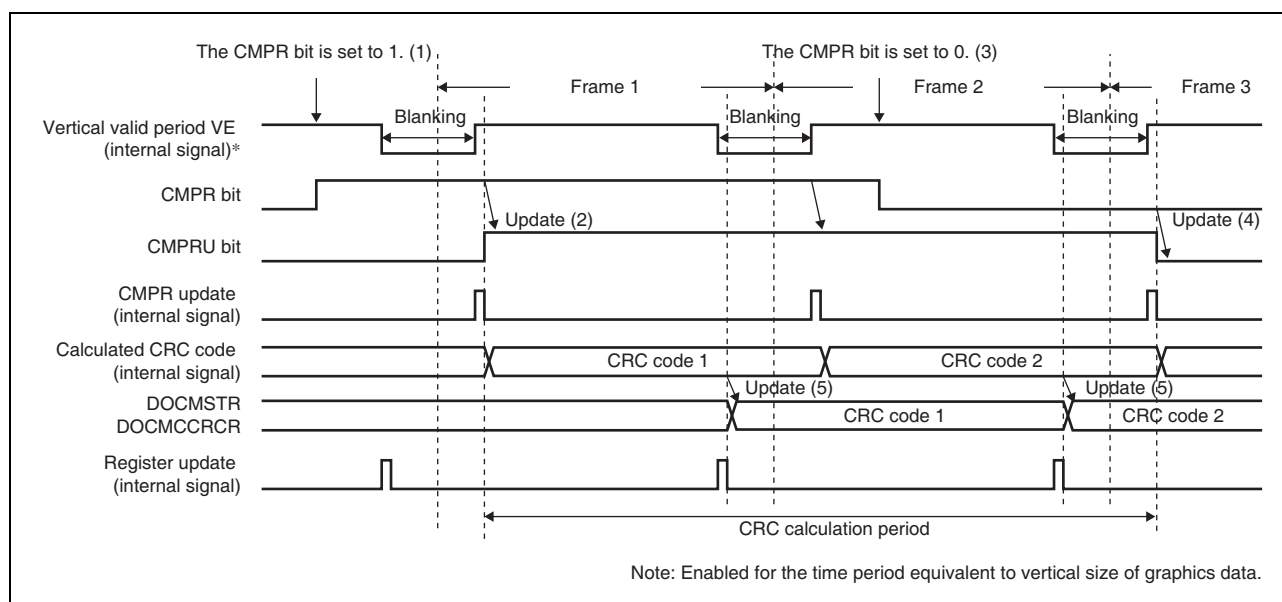 The CMPR bit is set to 1. (1)
The CMPR bit is set to 0. (3)
Frame 1
Frame 2
Frame 3
Vertical valid period VE
(internal signal)*
Blanking
Blanking
Blanking
CMPR bit
Update (2)
Update (4)
CMPRU bit
CMPR update
(internal signal)
Calculated CRC code
(internal signal)
CRC code 1
CRC code 2
Update (5)
Update (5)
DOCMSTR
DOCMCCRCR
CRC code 1
CRC code 2
Register update
(internal signal)
CRC calculation period
Note: Enabled for the time period equivalent to vertical size of graphics data.